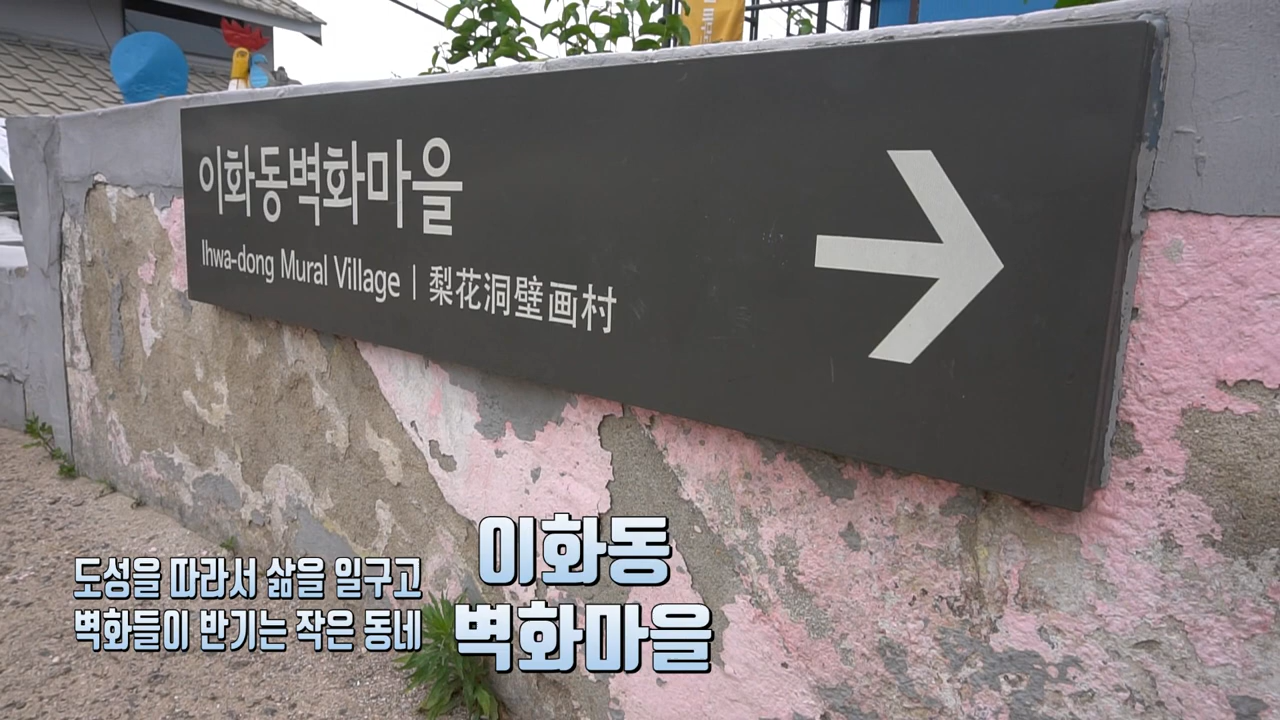 이화동벽화마을
Ihwa-dong Mural Village | 梨花洞壁画村
도성을 따라서 삶을 일구고
벽화들이 반기는 작은 동네
이화동
벽화마을